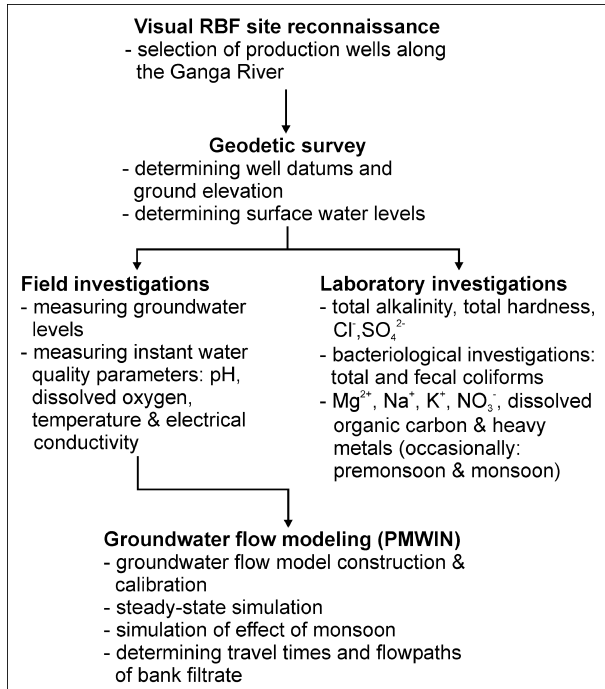 Visual RBF site reconnaissance
- selection of production wells along
the Ganga River
Geodetic survey
- determining well datums and
ground elevation
- determining surface water levels
Field investigations
- measuring groundwater
levels
- measuring instant water
quality parameters: pH,
dissolved oxygen,
temperature & electrical
conductivity
Laboratory investigations
- total alkalinity, total hardness,
Cl⁻,SO₄²⁻
- bacteriological investigations:
total and fecal coliforms
- Mg²⁺, Na⁺, K⁺, NO₃⁻, dissolved
organic carbon & heavy
metals (occasionally:
premonsoon & monsoon)
Groundwater flow modeling (PMWIN)
- groundwater flow model construction &
calibration
- steady-state simulation
- simulation of effect of monsoon
- determining travel times and flowpaths
of bank filtrate